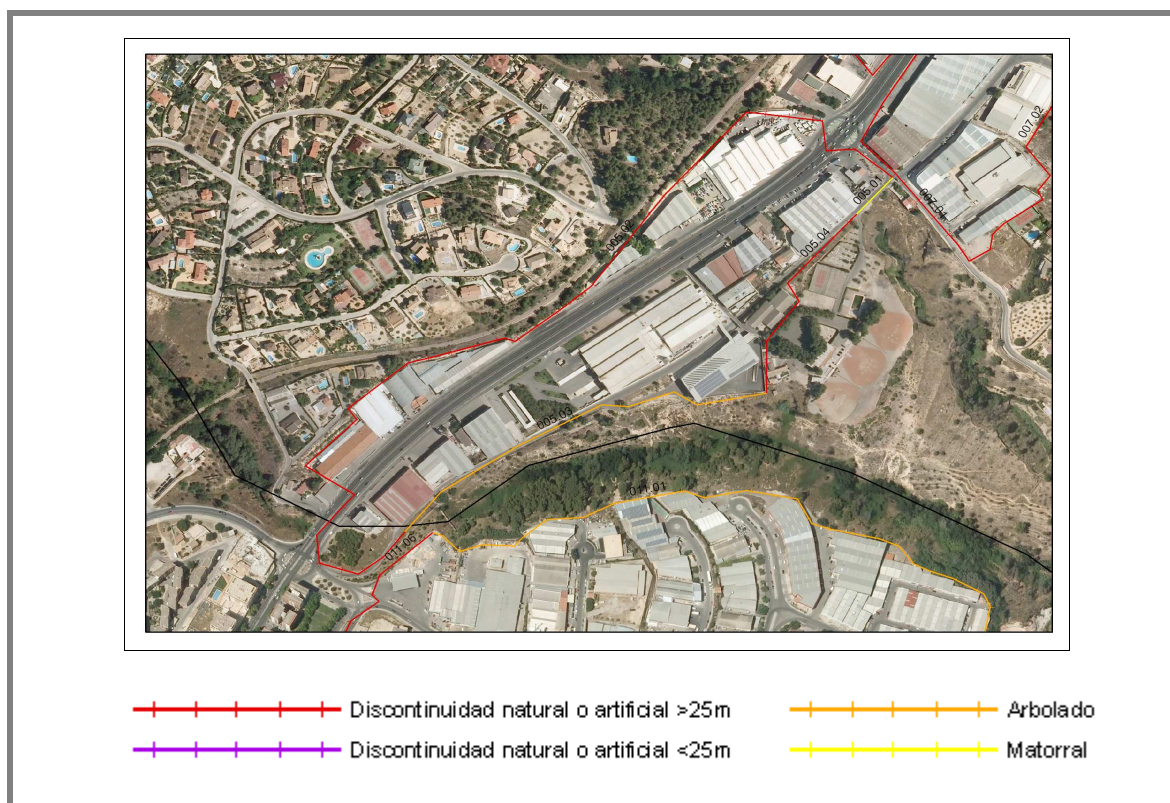 007.02
005.01
007.04
005.02
005.04
005.03
011.01
011.06
Discontinuidad natural o artificial >25m
Arbolado
Discontinuidad natural o artificial <25m
Matorral